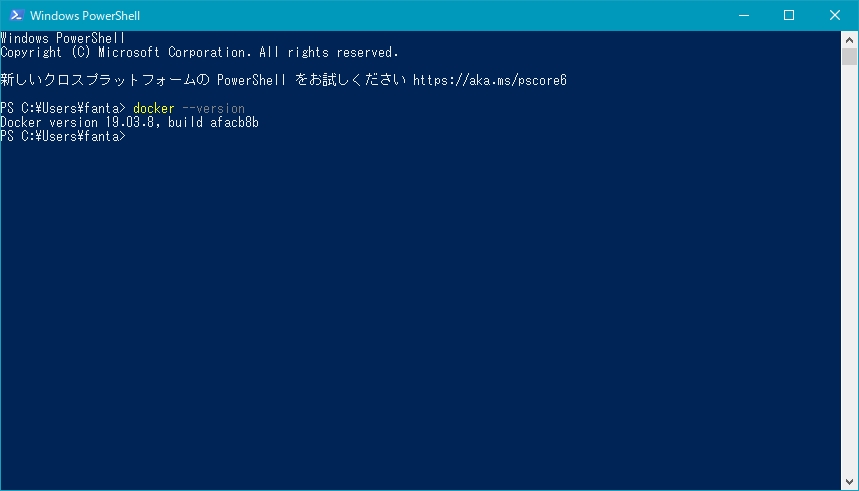 Windows PowerShell
Windows PowerShell
Copyright (C) Microsoft Corporation. All rights reserved.
新しいクロスプラットフォームの PowerShell をお試しください https://aka.ms/pscore6
PS C:¥Users¥fanta> docker --version
Docker version 19.03.8, build afacb8b
PS C:¥Users¥fanta>